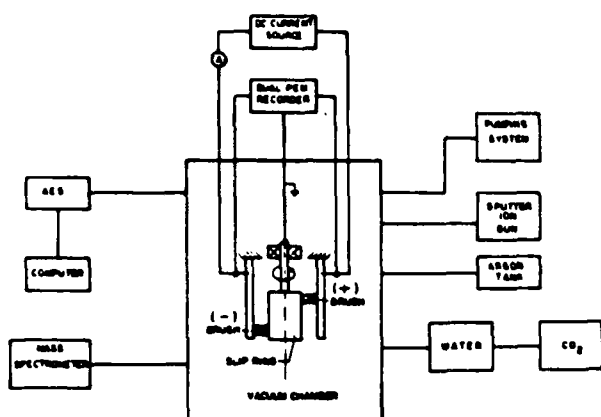 DC CURRENT
SOURCE
A
DUAL PEN
RECORDER
PUMPING
SYSTEM
AES
SPUTTER
ION
GUN
COMPUTER
ARGON
TANK
(+)
BRUSH
(-)
BRUSH
MASS
SPECTROMETER
WATER
CO2
SLIP RING
VACUUM CHAMBER